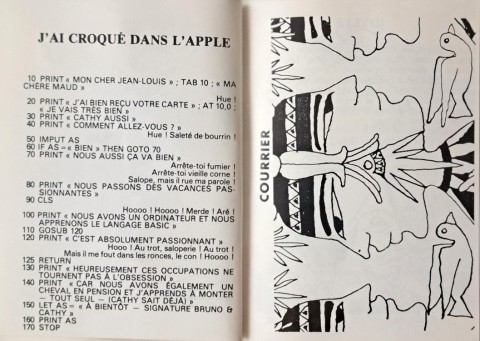 J'AI CROQUÉ DANS L'APPLE
10 PRINT « MON CHER JEAN-LOUIS » ; TAB 10 ; « MA
CHÈRE MAUD »
Hue !
20 PRINT « J'AI BIEN REÇU VOTRE CARTE » ; AT 10,0 ;
« JE VAIS TRÈS BIEN »
30 PRINT « CATHY AUSSI »
40 PRINT « COMMENT ALLEZ-VOUS ? »
Hue ! Saleté de bourrin !
50 IMPUT AS
60 IF AS = « BIEN » THEN GOTO 70
70 PRINT « NOUS AUSSI ÇA VA BIEN »
Arrête-toi fumier !
Arrête-toi vieille corne !
Salope, mais il rue ma parole !
80 PRINT « NOUS PASSONS DES VACANCES PAS-
SIONNANTES »
90 CLS
Hoooo ! Hoooo ! Merde ! Aré !
100 PRINT « NOUS AVONS UN ORDINATEUR ET NOUS
APPRENONS LE LANGAGE BASIC »
110 GOSUB 120
120 PRINT « C'EST ABSOLUMENT PASSIONNANT »
Hooo ! Au trot, saloperie ! Au trot !
Mais il me fout dans les ronces, le con ! Hoooo !
125 RETURN
130 PRINT « HEUREUSEMENT CES OCCUPATIONS NE
TOURNENT PAS À L'OBSESSION »
140 PRINT « CAR NOUS AVONS ÉGALEMENT UN
CHEVAL EN PENSION ET J'APPRENDS À MONTER
— TOUT SEUL — (CATHY SAIT DÉJÀ) »
150 LET AS = « À BIENTÔT — SIGNATURE BRUNO &
CATHY »
160 PRINT AS
170 STOP
COURRIER